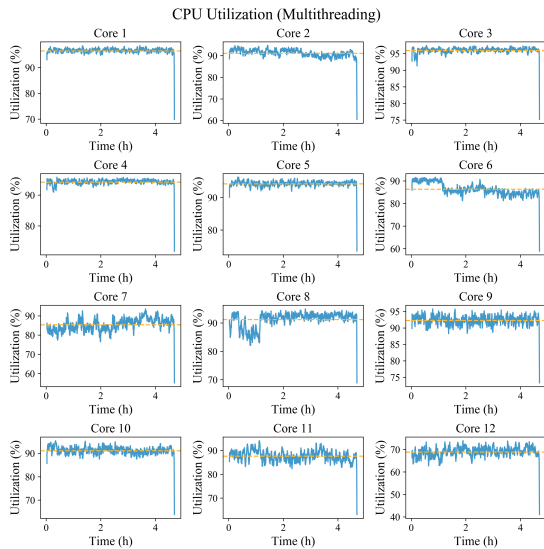 CPU Utilization (Multithreading)
Core 1 Core 2 Core 3
Utilization (%) Utilization (%) Utilization (%)
90 80 70
90 80 70 60
95 90 85 80 75
0 2 4 0 2 4 0 2 4
Time (h) Time (h) Time (h)
Core 4 Core 5 Core 6
Utilization (%) Utilization (%) Utilization (%)
90 80
90 80
90 80 70 60
0 2 4 0 2 4 0 2 4
Time (h) Time (h) Time (h)
Core 7 Core 8 Core 9
Utilization (%) Utilization (%) Utilization (%)
90 80 70 60
90 80 70
95 90 85 80 75
0 2 4 0 2 4 0 2 4
Time (h) Time (h) Time (h)
Core 10 Core 11 Core 12
Utilization (%) Utilization (%) Utilization (%)
90 80 70
90 80 70
70 60 50 40
0 2 4 0 2 4 0 2 4
Time (h) Time (h) Time (h)